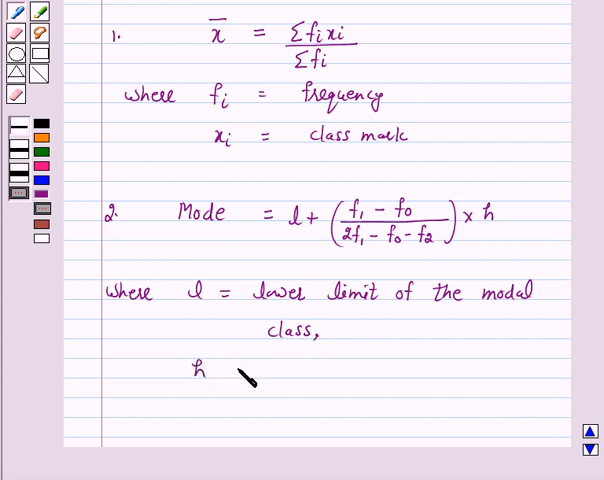 1. x̄ = Σfixi / Σfi
where fi = frequency
xi = class mark
2. Mode = l + (f1 - f0 / 2f1 - f0 - f2) × h
where l = lower limit of the modal
class,
h